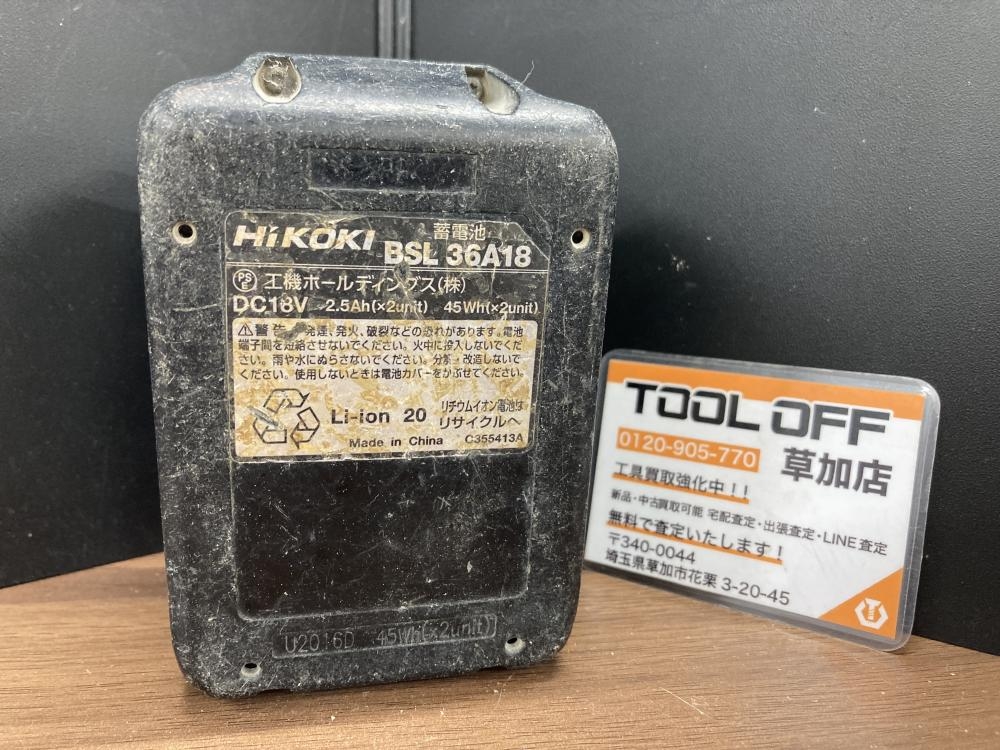 蓄電池
HiKOKI BSL 36A18
PS E 工機ホールディングス(株)
DC18V 2.5Ah(×2unit) 45Wh(×2unit)
⚠警告 発煙、発火、破裂などの恐れがあります。電池
端子間を短絡させないでください。火中に投入しないでくだ
さい。雨や水にぬらさないでください。分解・改造しないで
ください。使用しないときは電池カバーをかぶせてください。
Li-ion 20 リチウムイオン電池は
リサイクルへ
Made in China C355413A
U2016D 45Wh(×2unit)
TOOL OFF
0120-905-770 草加店
工具買取強化中!!
新品・中古買取可能 宅配査定・出張査定・LINE査定
無料で査定いたします!
〒340-0044
埼玉県草加市花栗 3-20-45